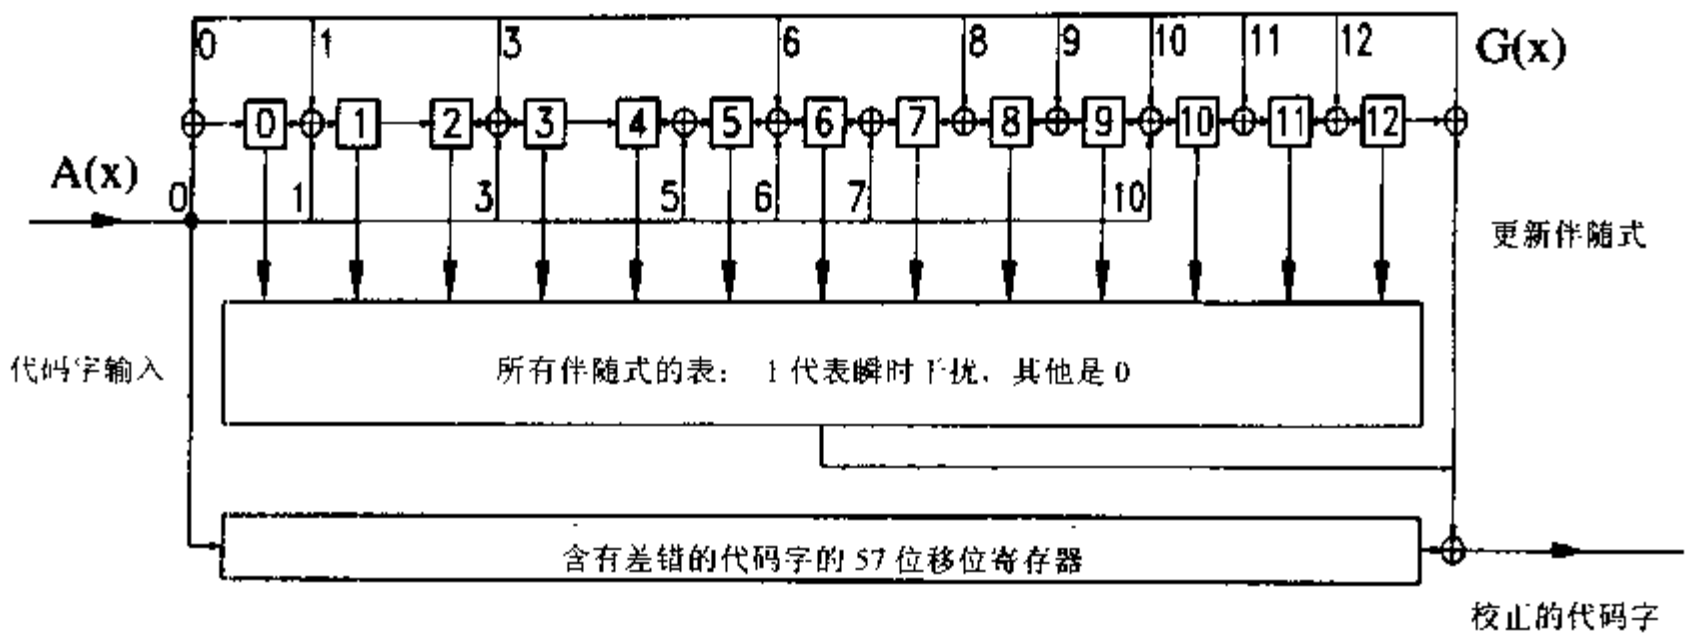 0 1 3 6 8 9 10 11 12 G(x)
0 1 2 3 4 5 6 7 8 9 10 11 12
A(x) 0 1 3 5 6 7 10
更新伴随式
代码字输入
所有伴随式的表： 1代表瞬时干扰，其他是0
含有差错的代码字的57位移位寄存器
校正的代码字